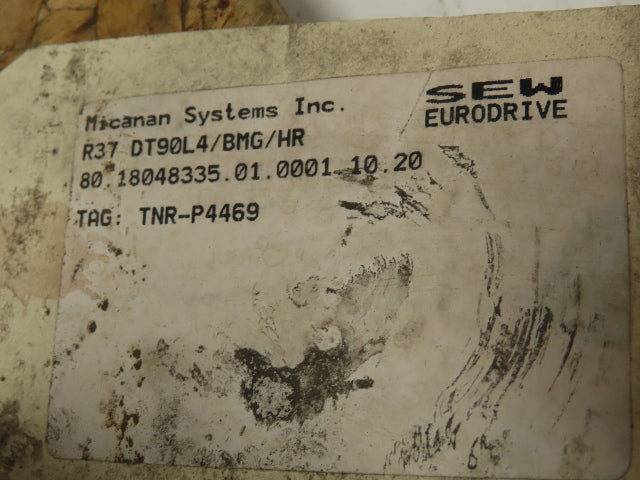 SEW
EURODRIVE
Micanan Systems Inc.
R37 DT90L4/BMG/HR
80.18048335.01.0001.10.20
TAG: TNR-P4469